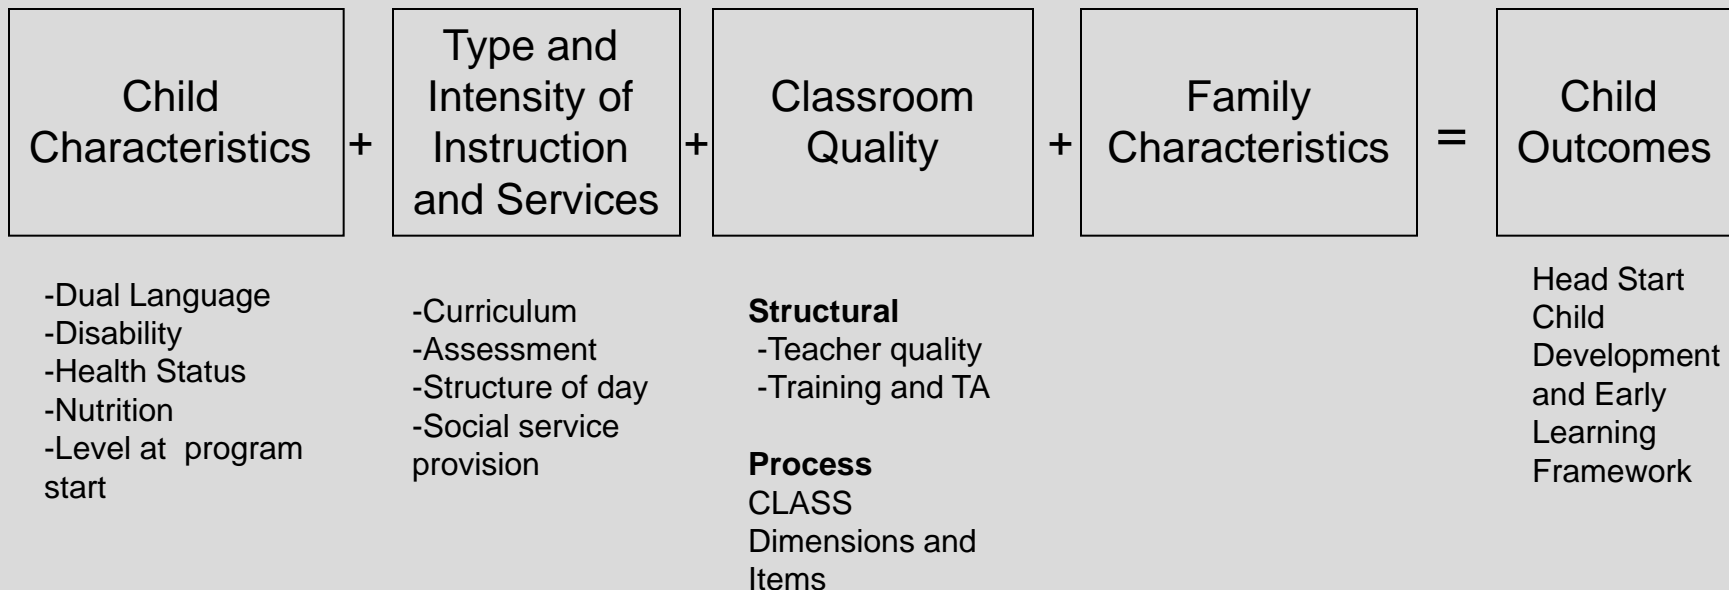 Child
Characteristics
+
Type and
Intensity of
Instruction
and Services
+
Classroom
Quality
+
Family
Characteristics
=
Child
Outcomes
-Dual Language
-Disability
-Health Status
-Nutrition
-Level at program
start
-Curriculum
-Assessment
-Structure of day
-Social service
provision
Structural
-Teacher quality
-Training and TA
Process
CLASS
Dimensions and
Items
Head Start
Child
Development
and Early
Learning
Framework